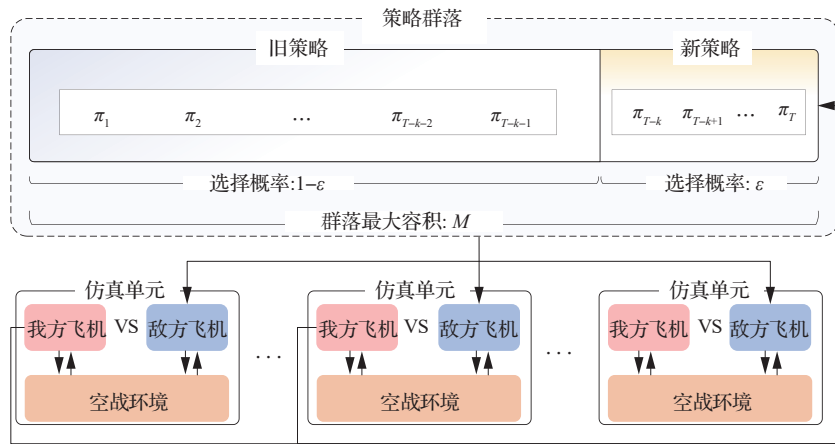 策略群落
旧策略 新策略
π1 π2 … πT−k−2 πT−k−1 πT−k πT−k+1 … πT
选择概率:1−ε 选择概率: ε
群落最大容积: M
仿真单元 仿真单元 仿真单元
我方飞机 VS 敌方飞机 … 我方飞机 VS 敌方飞机 … 我方飞机 VS 敌方飞机
空战环境 空战环境 空战环境